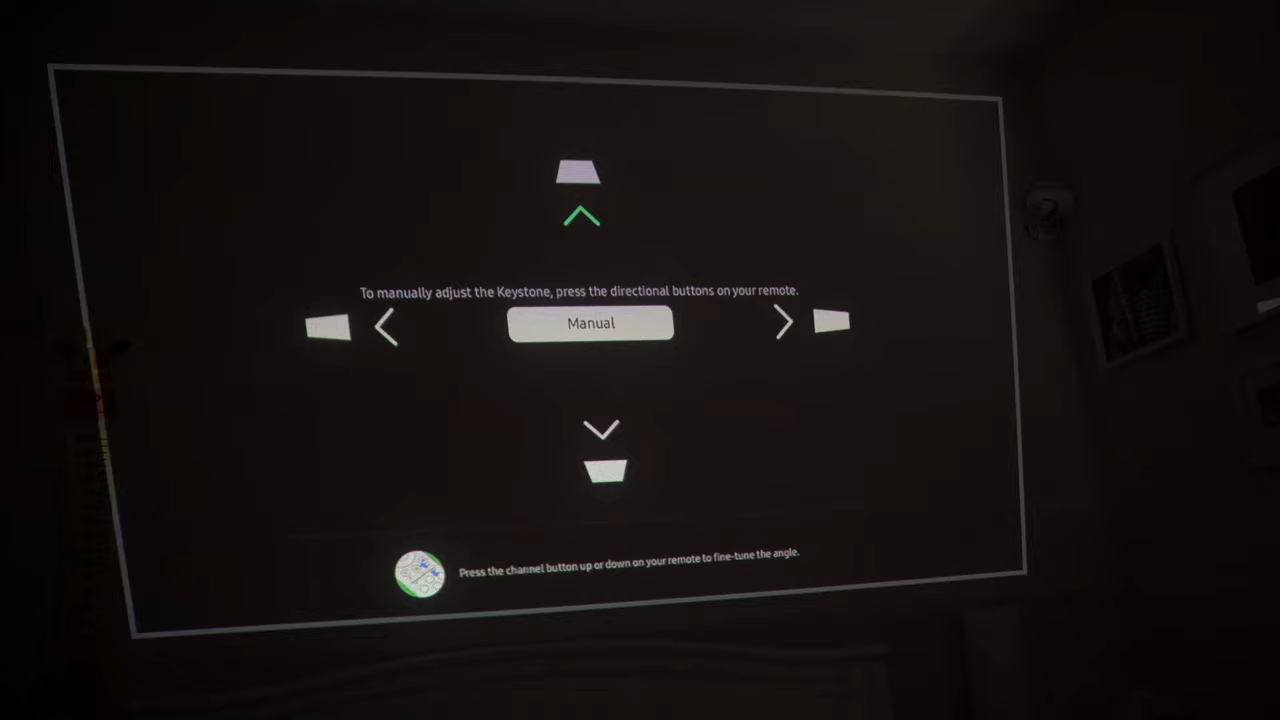 To manually adjust the Keystone, press the directional buttons on your remote.
Manual
Press the channel button up or down on your remote to fine-tune the angle.